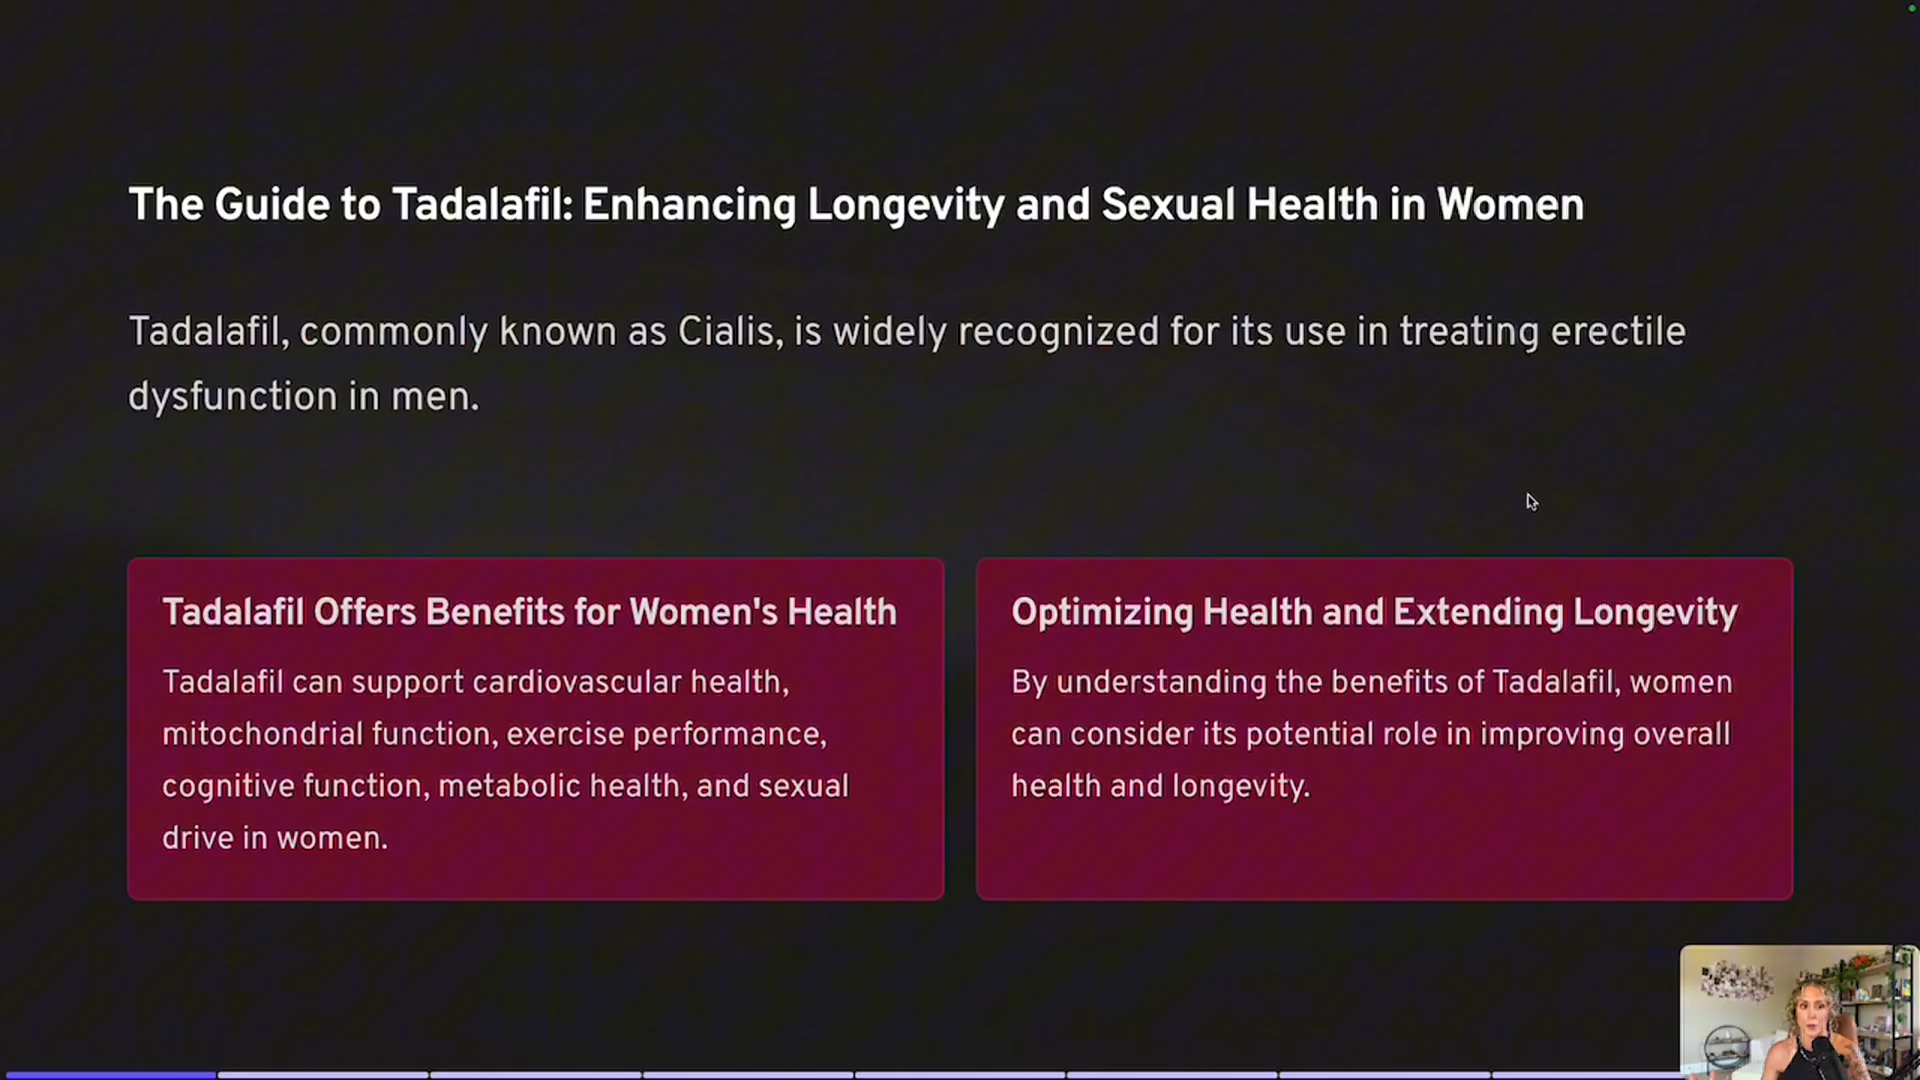 The Guide to Tadalafil: Enhancing Longevity and Sexual Health in Women
Tadalafil, commonly known as Cialis, is widely recognized for its use in treating erectile
dysfunction in men.
Tadalafil Offers Benefits for Women's Health
Tadalafil can support cardiovascular health,
mitochondrial function, exercise performance,
cognitive function, metabolic health, and sexual
drive in women.
Optimizing Health and Extending Longevity
By understanding the benefits of Tadalafil, women
can consider its potential role in improving overall
health and longevity.